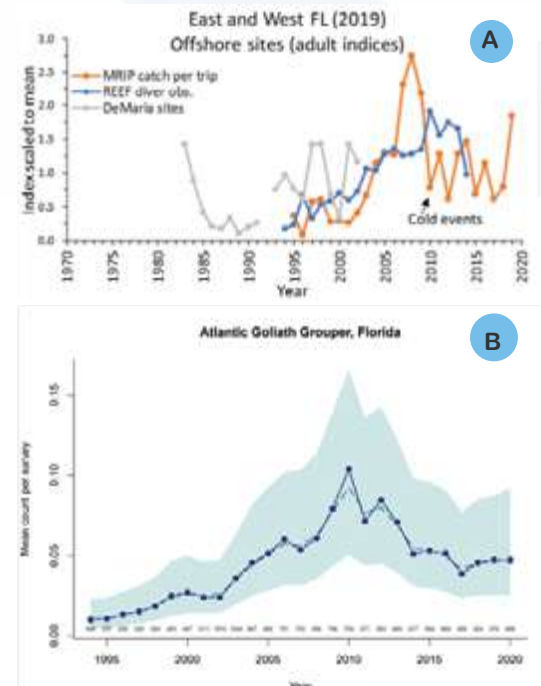 East and West FL (2019)
Offshore sites (adult indices)
A
3.0
2.5
2.0
1.5
1.0
0.5
0.0
Index scaled to mean
MRIP catch per trip
REEF diver obs.
DeMaria sites
Cold events
1970
1975
1980
1985
1990
1995
2000
2005
2010
2015
2020
Year
Atlantic Goliath Grouper, Florida
B
Mean count per survey
0.15
0.10
0.05
0.00
1995
2000
2005
2010
2015
2020
Year